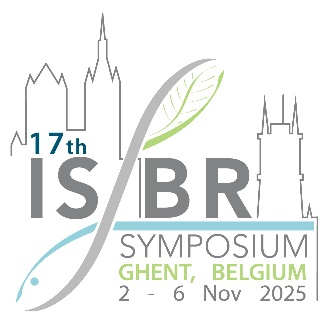 17th
ISBR
SYMPOSIUM
GHENT, BELGIUM
2 - 6 Nov 2025